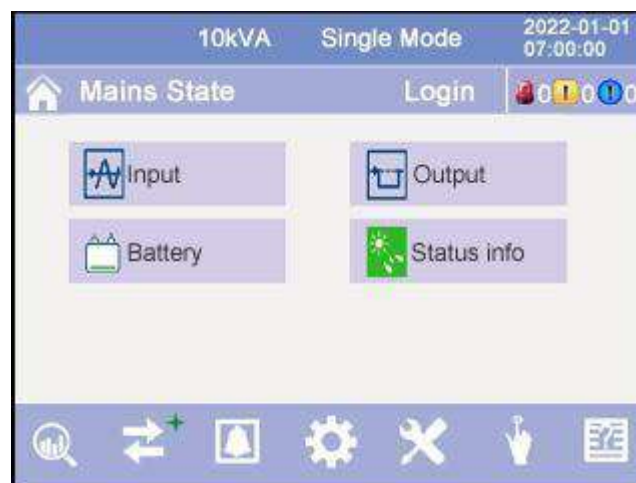 10kVA Single Mode 2022-01-01
07:00:00
Mains State Login 0 0 0
Input Output
Battery Status info